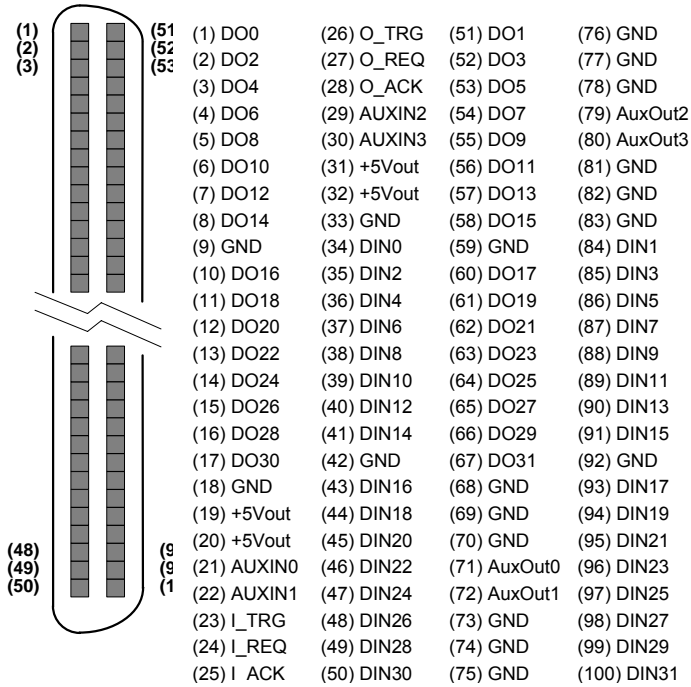 (1) (51
(2) (52
(3) (53
(48) (9
(49) (9
(50) (1
(1) DO0 (26) O_TRG (51) DO1 (76) GND
(2) DO2 (27) O_REQ (52) DO3 (77) GND
(3) DO4 (28) O_ACK (53) DO5 (78) GND
(4) DO6 (29) AUXIN2 (54) DO7 (79) AuxOut2
(5) DO8 (30) AUXIN3 (55) DO9 (80) AuxOut3
(6) DO10 (31) +5Vout (56) DO11 (81) GND
(7) DO12 (32) +5Vout (57) DO13 (82) GND
(8) DO14 (33) GND (58) DO15 (83) GND
(9) GND (34) DIN0 (59) GND (84) DIN1
(10) DO16 (35) DIN2 (60) DO17 (85) DIN3
(11) DO18 (36) DIN4 (61) DO19 (86) DIN5
(12) DO20 (37) DIN6 (62) DO21 (87) DIN7
(13) DO22 (38) DIN8 (63) DO23 (88) DIN9
(14) DO24 (39) DIN10 (64) DO25 (89) DIN11
(15) DO26 (40) DIN12 (65) DO27 (90) DIN13
(16) DO28 (41) DIN14 (66) DO29 (91) DIN15
(17) DO30 (42) GND (67) DO31 (92) GND
(18) GND (43) DIN16 (68) GND (93) DIN17
(19) +5Vout (44) DIN18 (69) GND (94) DIN19
(20) +5Vout (45) DIN20 (70) GND (95) DIN21
(21) AUXIN0 (46) DIN22 (71) AuxOut0 (96) DIN23
(22) AUXIN1 (47) DIN24 (72) AuxOut1 (97) DIN25
(23) I_TRG (48) DIN26 (73) GND (98) DIN27
(24) I_REQ (49) DIN28 (74) GND (99) DIN29
(25) I_ACK (50) DIN30 (75) GND (100) DIN31